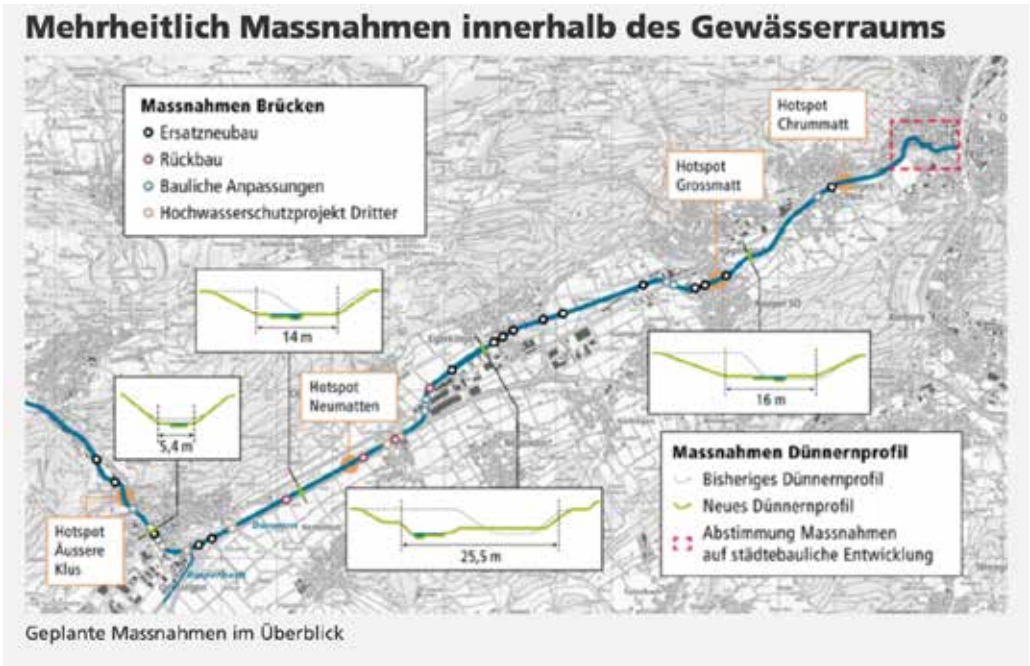 Mehrheitlich Massnahmen innerhalb des Gewässerraums
Massnahmen Brücken
Ersatzneubau
Rückbau
Bauliche Anpassungen
Hochwasserschutzprojekt Dritter
Hotspot
Chrummatt
Hotspot
Grossmatt
14 m
Hotspot
Neumatten
16 m
5,4 m
Hotspot
Äussere
Klus
25,5 m
Massnahmen Dünnernprofil
Bisheriges Dünnernprofil
Neues Dünnernprofil
Abstimmung Massnahmen
auf städtebauliche Entwicklung
Geplante Massnahmen im Überblick